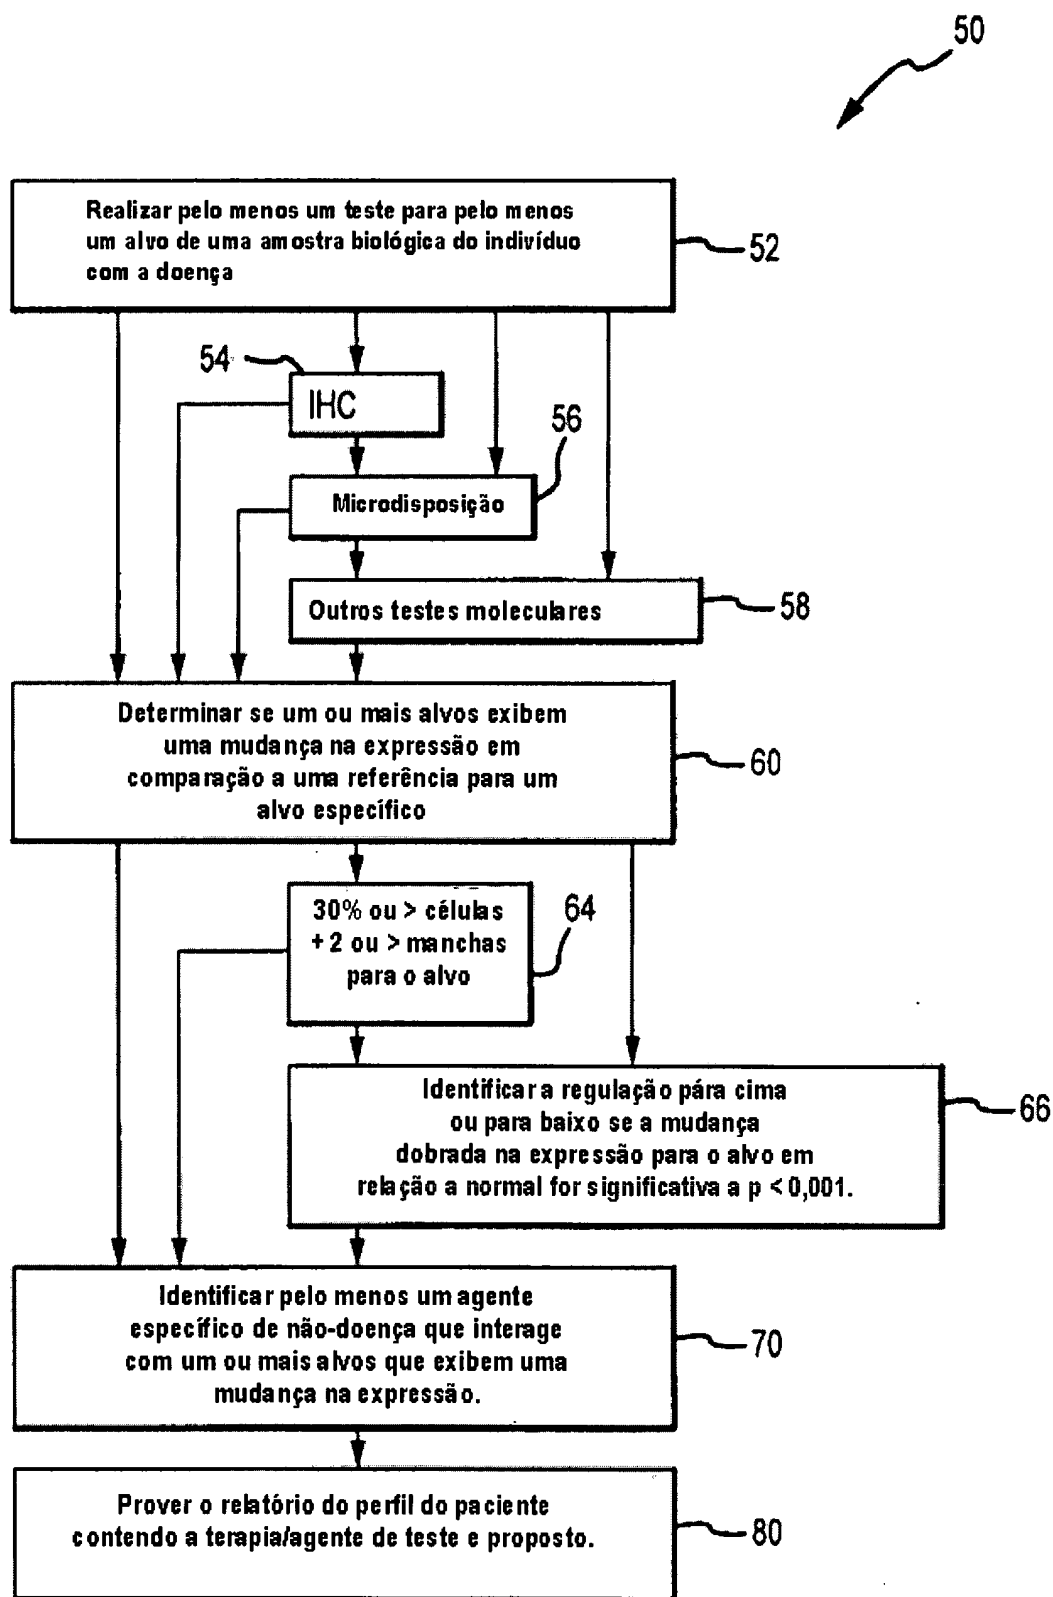 50
Realizar pelo menos um teste para pelo menos
um alvo de uma amostra biológica do indivíduo
com a doença
52
54
IHC
56
Microdisposição
Outros testes moleculares
58
Determinar se um ou mais alvos exibem
uma mudança na expressão em
comparação a uma referência para um
alvo específico
60
30% ou > células
+ 2 ou > manchas
para o alvo
64
Identificar a regulação pára cima
ou para baixo se a mudança
dobrada na expressão para o alvo em
relação a normal for significativa a p < 0,001.
66
Identificar pelo menos um agente
específico de não-doença que interage
com um ou mais alvos que exibem uma
mudança na expressão.
70
Prover o relatório do perfil do paciente
contendo a terapia/agente de teste e proposto.
80